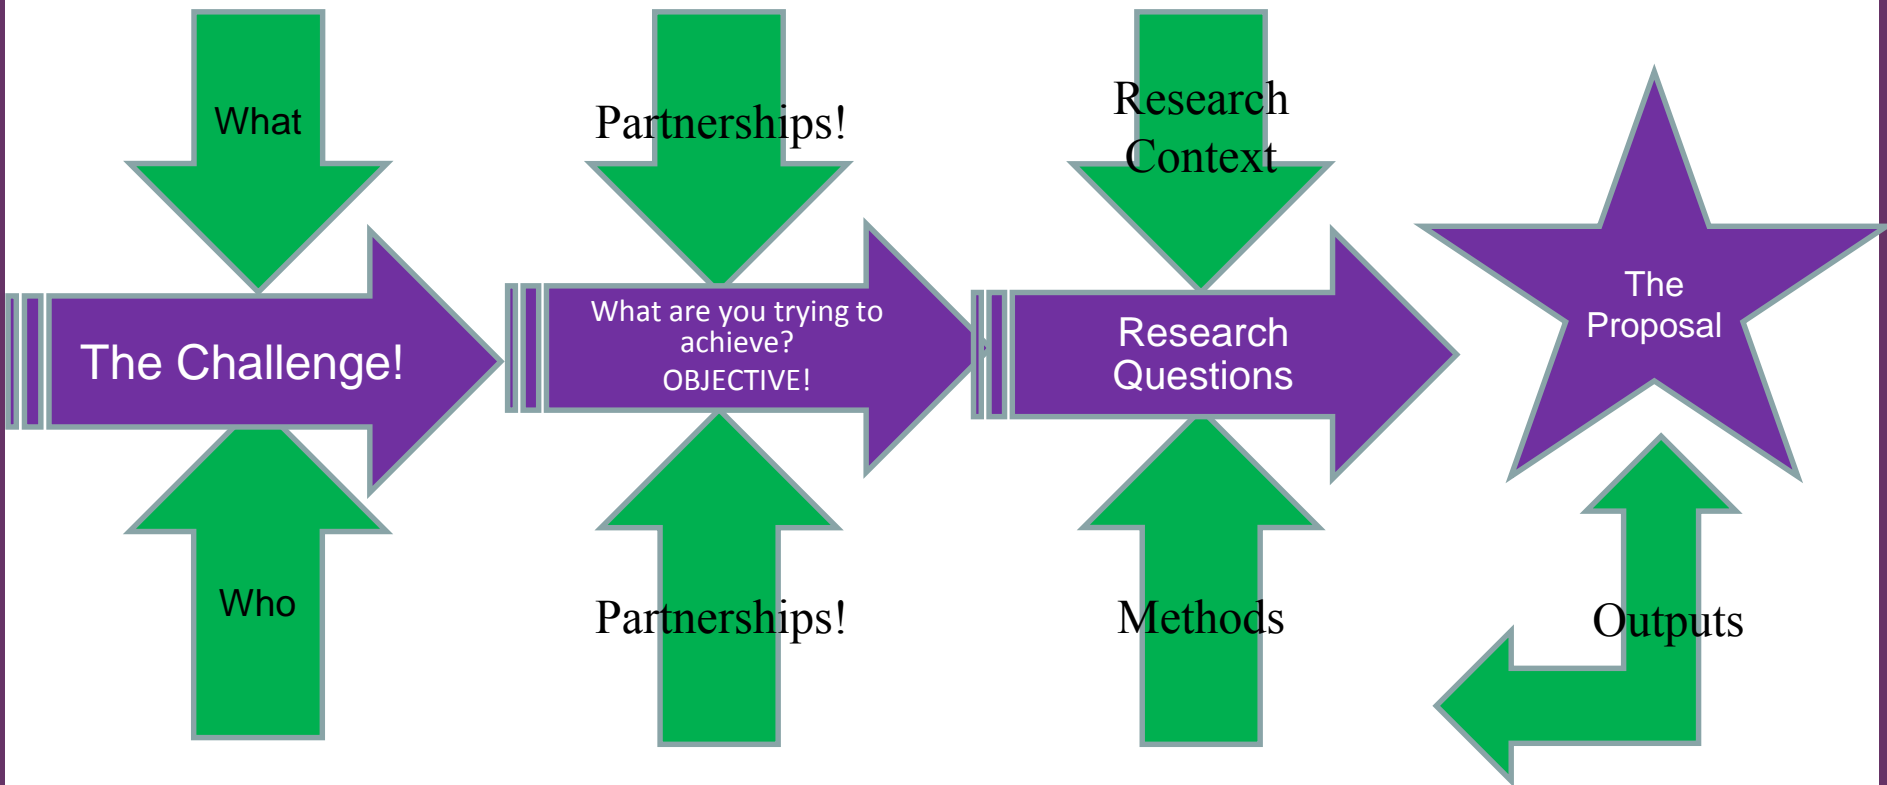 What
Partnerships!
Research
Context
The Challenge!
What are you trying to
achieve?
OBJECTIVE!
Research
Questions
The
Proposal
Who
Partnerships!
Methods
Outputs